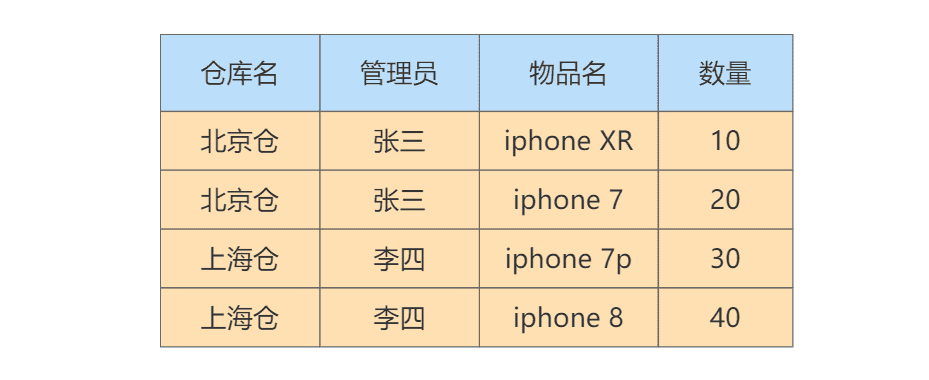 仓库名 管理员 物品名 数量
北京仓 张三 iphone XR 10
北京仓 张三 iphone 7 20
上海仓 李四 iphone 7p 30
上海仓 李四 iphone 8 40